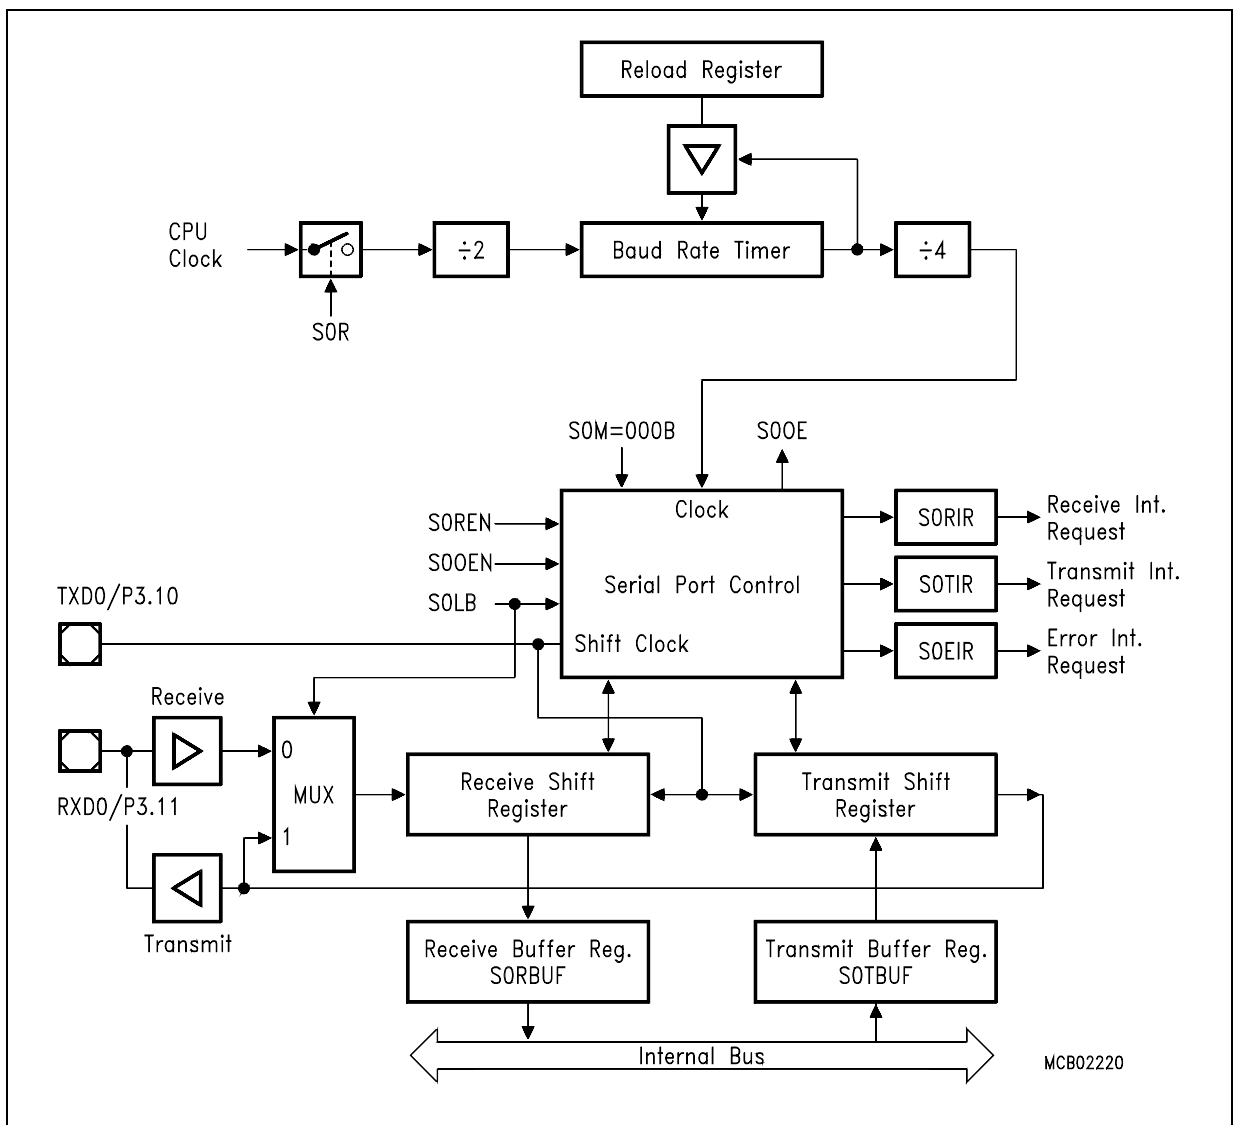 Reload Register
CPU
Clock
÷2
Baud Rate Timer
÷4
S0R
S0M=000B
S0OE
Clock
S0REN
S0OEN
S0LB
Serial Port Control
Shift Clock
S0RIR
Receive Int.
Request
S0TIR
Transmit Int.
Request
S0EIR
Error Int.
Request
TXD0/P3.10
Receive
RXD0/P3.11
0
MUX
1
Transmit
Receive Shift
Register
Transmit Shift
Register
Receive Buffer Reg.
S0RBUF
Transmit Buffer Reg.
S0TBUF
Internal Bus
MCB02220